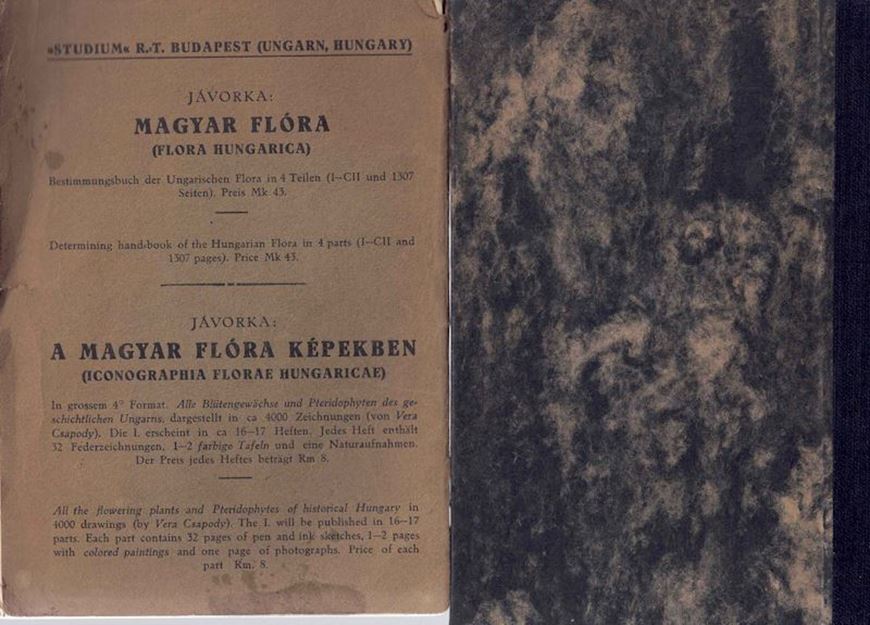 »STUDIUM« R.-T. BUDAPEST (UNGARN, HUNGARY)
JÁVORKA:
MAGYAR FLÓRA
(FLORA HUNGARICA)
Bestimmungsbuch der Ungarischen Flora in 4 Teilen (I—CII und 1307
Seiten). Preis Mk 43.
Determining hand-book of the Hungarian Flora in 4 parts (I—CII and
1307 pages). Price Mk 43.
JÁVORKA:
A MAGYAR FLÓRA KÉPEKBEN
(ICONOGRAPHIA FLORAE HUNGARICAE)
In grossem 4° Format. Alle Blütengewächse und Pteridophyten des ge-
schichtlichen Ungarns, dargestellt in ca 4000 Zeichnungen (von Vera
Csapody). Die I. erscheint in ca 16—17 Heften. Jedes Heft enthält
32 Federzeichnungen, 1—2 farbige Tafeln und eine Naturaufnahmen.
Der Preis jedes Heftes beträgt Rm 8.
All the flowering plants and Pteridophytes of historical Hungary in
4000 drawings (by Vera Csapody). The I. will be published in 16—17
parts. Each part contains 32 pages of pen and ink sketches, 1—2 pages
with colored paintings and one page of photographs. Price of each
part Km. 8.